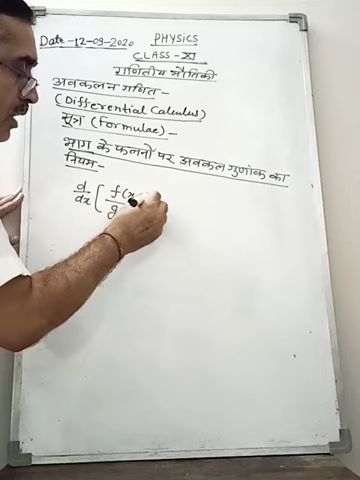 Date-12-09-2020 PHYSICS
CLASS-XI
गणितीय भौतिकी
अवकलन गणित-
(Differential Calculus)
सूत्र (Formulae)-
भाग के फलनों पर अवकल गुणांक का
नियम-
d/dx [ f(x / g